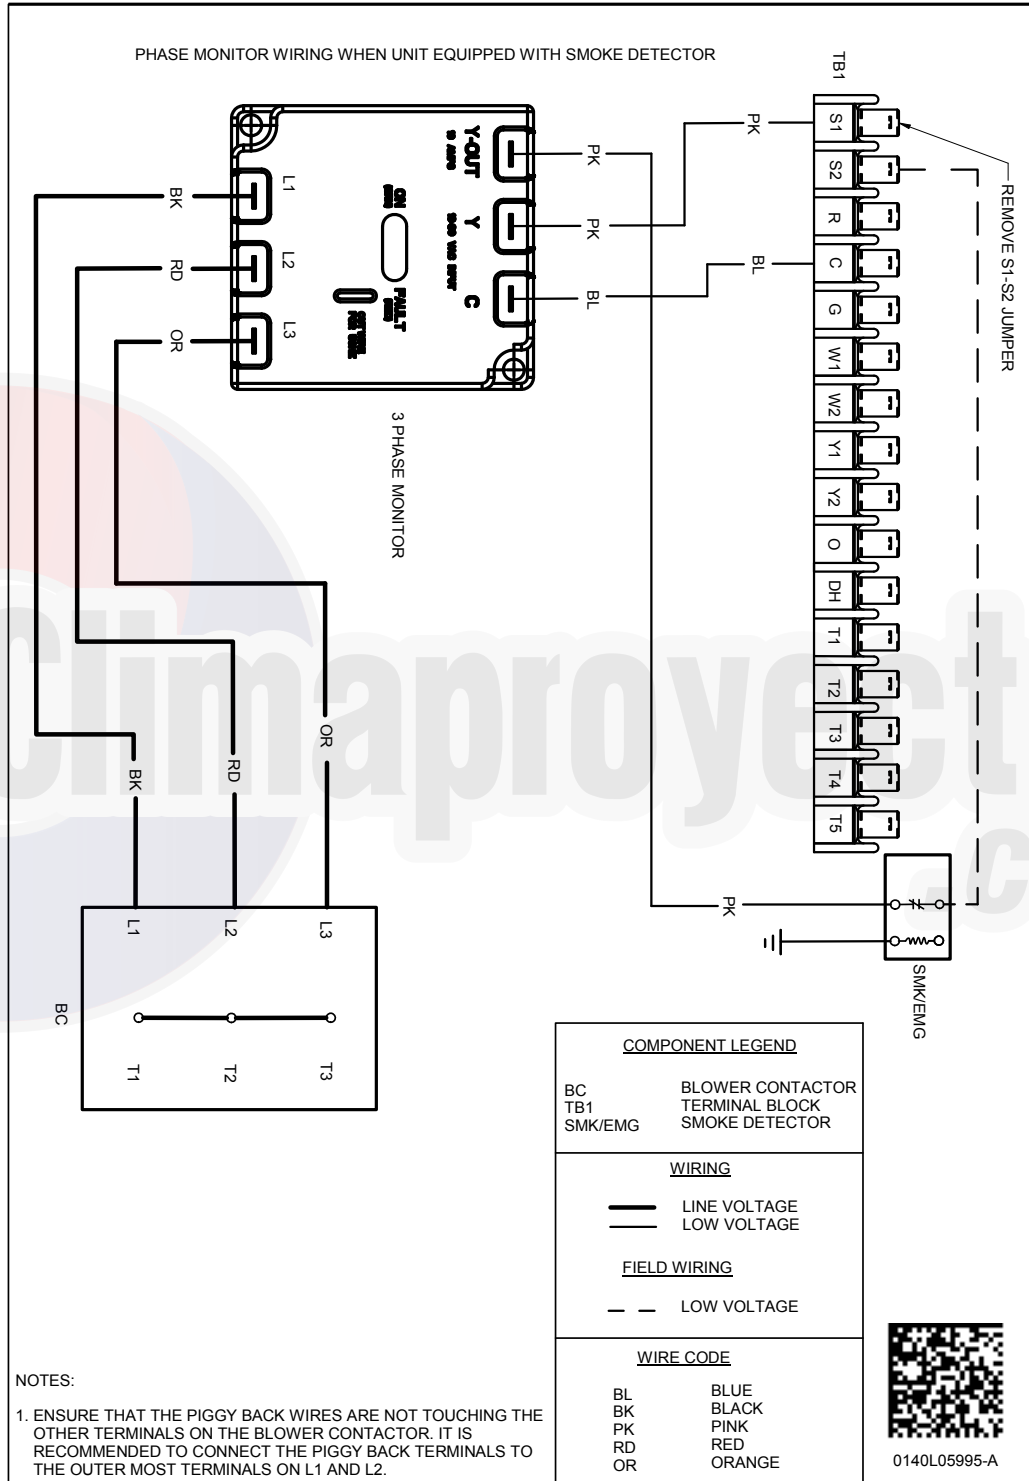 PHASE MONITOR WIRING WHEN UNIT EQUIPPED WITH SMOKE DETECTOR
TB1
S1
S2
R
C
G
W1
W2
Y1
Y2
O
DH
T1
T2
T3
T4
T5
REMOVE S1-S2 JUMPER
PK
PK
PK
BL
BL
Y-OUT
10 AMPS
Y
C
ON
FAULT
L1
L2
L3
BK
RD
OR
3 PHASE MONITOR
OR
RD
BK
PK
SMK/EMG
L1
L2
L3
BC
T1
T2
T3
Climaproyect
.c
COMPONENT LEGEND
BC BLOWER CONTACTOR
TB1 TERMINAL BLOCK
SMK/EMG SMOKE DETECTOR
WIRING
LINE VOLTAGE
LOW VOLTAGE
FIELD WIRING
LOW VOLTAGE
WIRE CODE
BL BLUE
BK BLACK
PK PINK
RD RED
OR ORANGE
NOTES:
1. ENSURE THAT THE PIGGY BACK WIRES ARE NOT TOUCHING THE
OTHER TERMINALS ON THE BLOWER CONTACTOR. IT IS
RECOMMENDED TO CONNECT THE PIGGY BACK TERMINALS TO
THE OUTER MOST TERMINALS ON L1 AND L2.
0140L05995-A